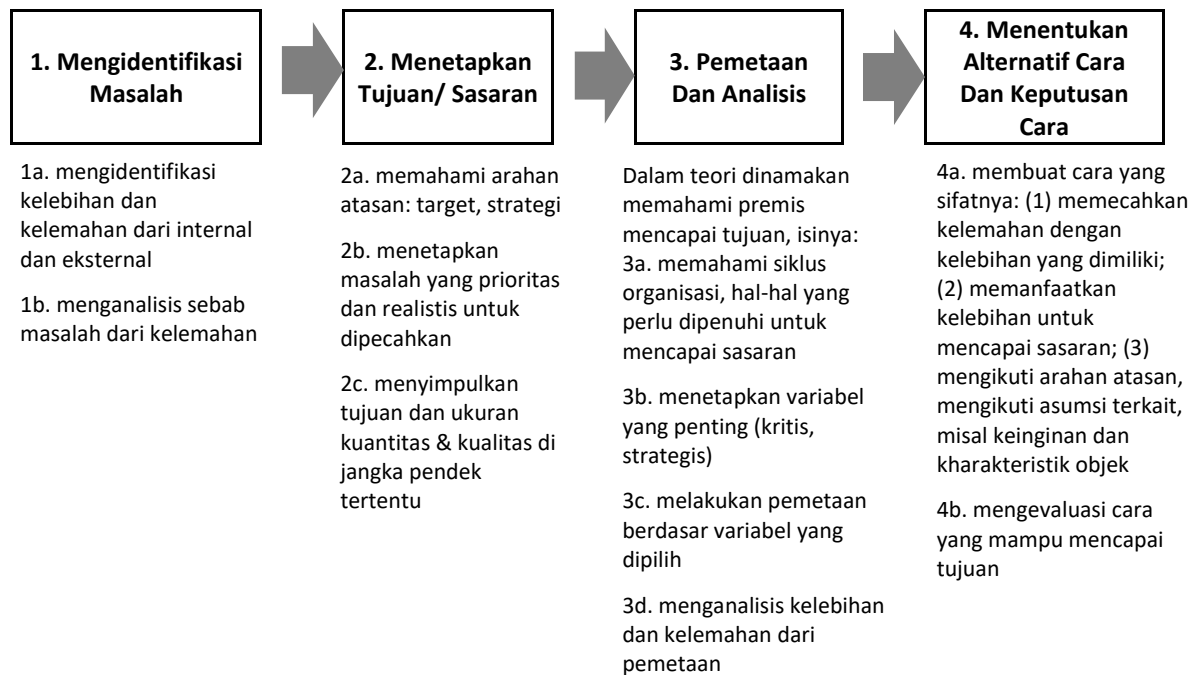 1. Mengidentifikasi
Masalah
2. Menetapkan
Tujuan/ Sasaran
3. Pemetaan
Dan Analisis
4. Menentukan
Alternatif Cara
Dan Keputusan
Cara
1a. mengidentifikasi
kelebihan dan
kelemahan dari internal
dan eksternal
1b. menganalisis sebab
masalah dari kelemahan
2a. memahami arahan
atasan: target, strategi
2b. menetapkan
masalah yang prioritas
dan realistis untuk
dipecahkan
2c. menyimpulkan
tujuan dan ukuran
kuantitas & kualitas di
jangka pendek
tertentu
Dalam teori dinamakan
memahami premis
mencapai tujuan, isinya:
3a. memahami siklus
organisasi, hal-hal yang
perlu dipenuhi untuk
mencapai sasaran
3b. menetapkan variabel
yang penting (kritis,
strategis)
3c. melakukan pemetaan
berdasar variabel yang
dipilih
3d. menganalisis kelebihan
dan kelemahan dari
pemetaan
4a. membuat cara yang
sifatnya: (1) memecahkan
kelemahan dengan
kelebihan yang dimiliki;
(2) memanfaatkan
kelebihan untuk
mencapai sasaran; (3)
mengikuti arahan atasan,
mengikuti asumsi terkait,
misal keinginan dan
kharakteristik objek
4b. mengevaluasi cara
yang mampu mencapai
tujuan